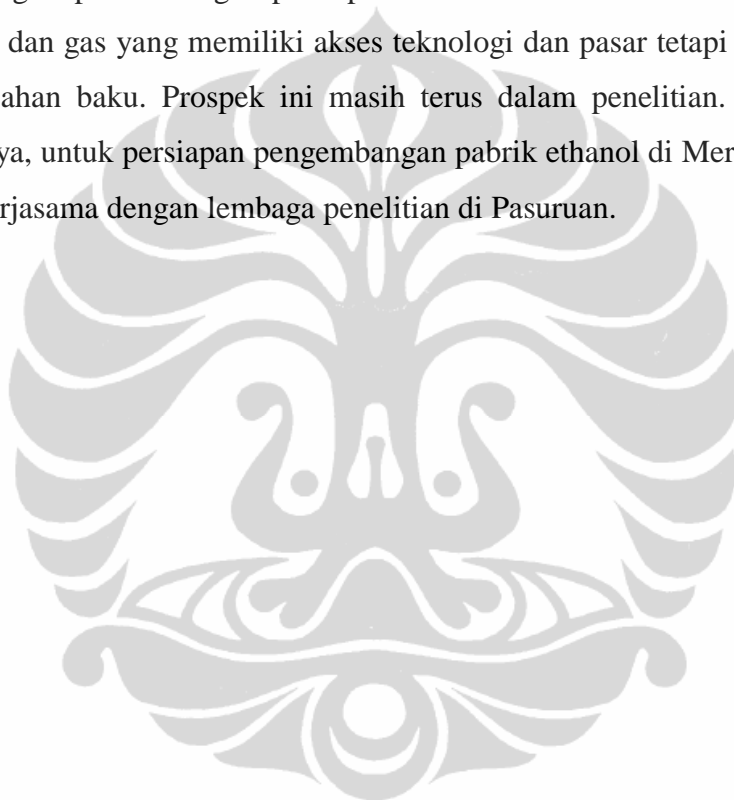 dan gas yang memiliki akses teknologi dan pasar tetapi
ahan baku. Prospek ini masih terus dalam penelitian.
ya, untuk persiapan pengembangan pabrik ethanol di Mer
rjasama dengan lembaga penelitian di Pasuruan.